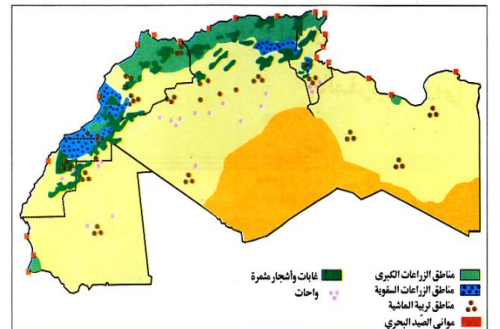 مناطق الزراعات الكبرى
مناطق الزراعات السقوية
مناطق تربية الماشية
موانئ الصيد البحري
غابات وأشجار مثمرة
واحات